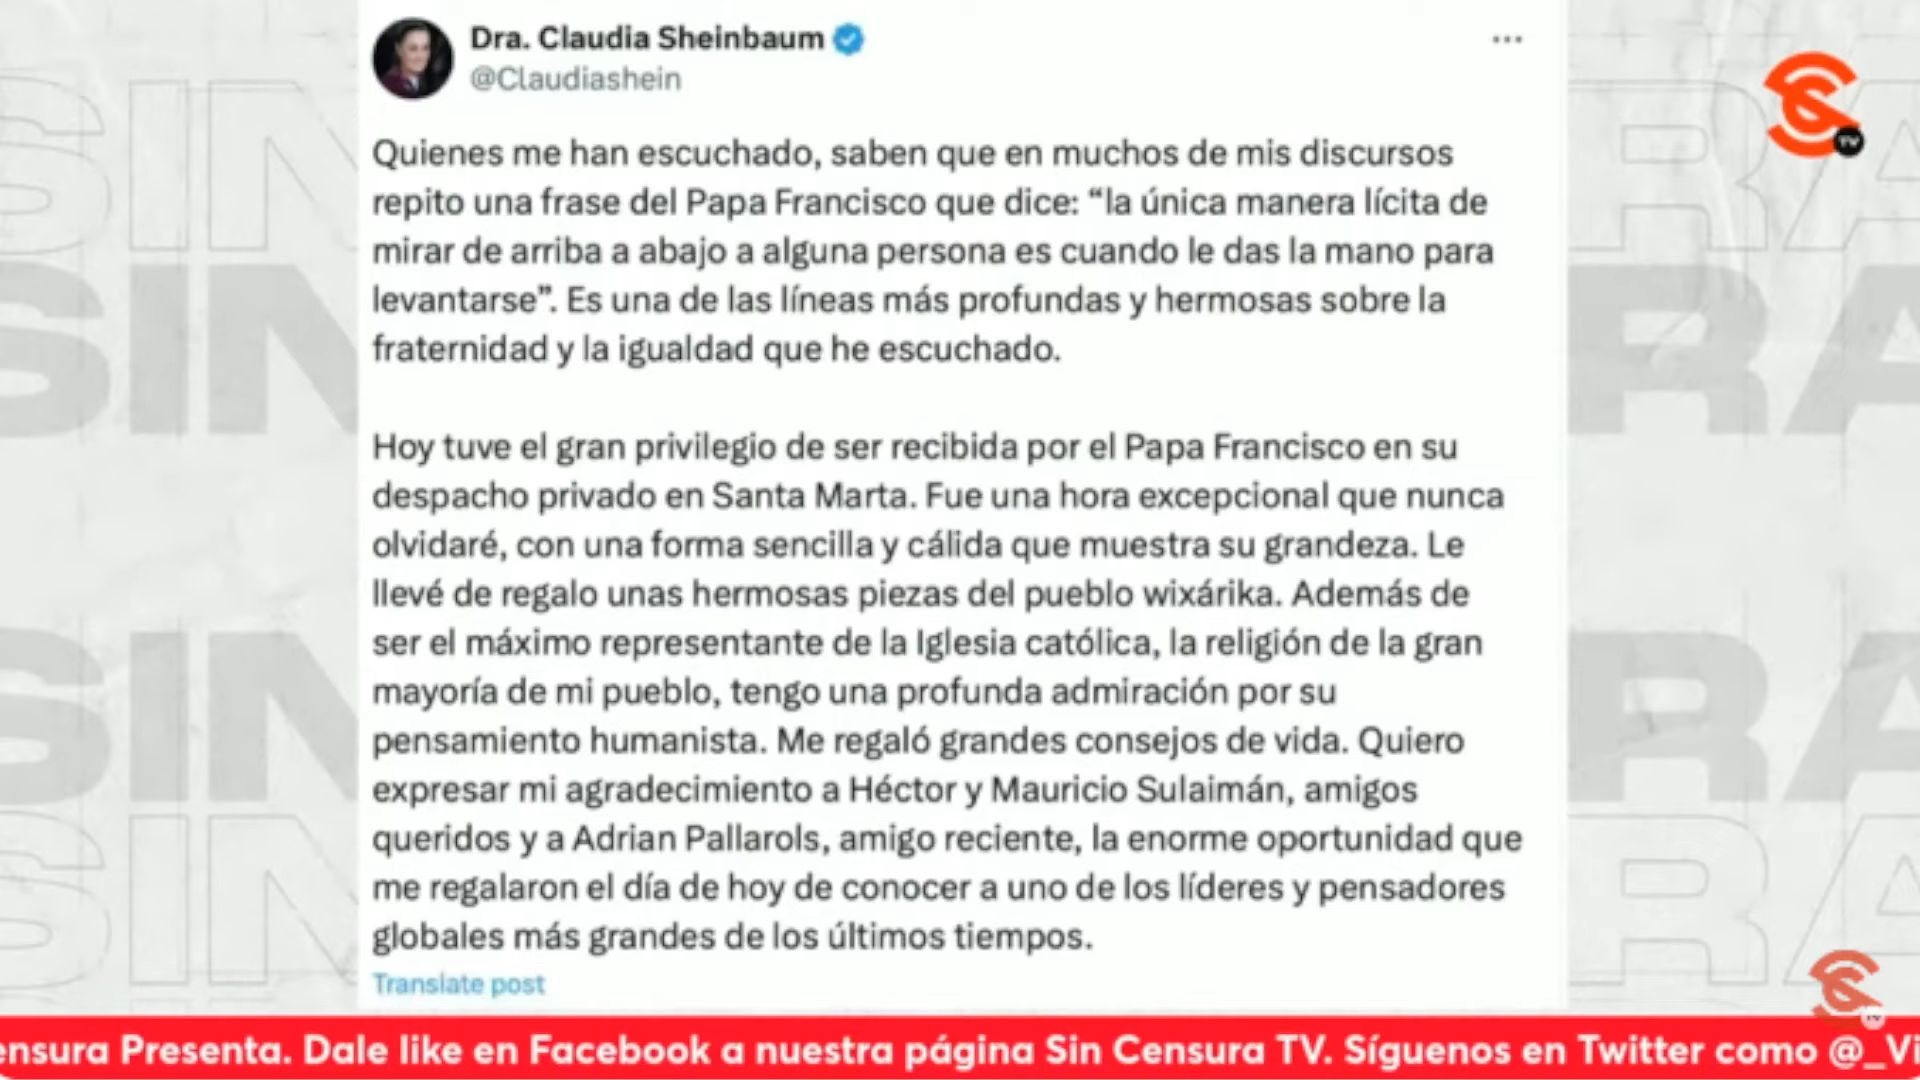 Dra. Claudia Sheinbaum
@Claudiashein
Quienes me han escuchado, saben que en muchos de mis discursos
repito una frase del Papa Francisco que dice: “la única manera lícita de
mirar de arriba a abajo a alguna persona es cuando le das la mano para
levantarse”. Es una de las líneas más profundas y hermosas sobre la
fraternidad y la igualdad que he escuchado.
Hoy tuve el gran privilegio de ser recibida por el Papa Francisco en su
despacho privado en Santa Marta. Fue una hora excepcional que nunca
olvidaré, con una forma sencilla y cálida que muestra su grandeza. Le
llevé de regalo unas hermosas piezas del pueblo wixárika. Además de
ser el máximo representante de la Iglesia católica, la religión de la gran
mayoría de mi pueblo, tengo una profunda admiración por su
pensamiento humanista. Me regaló grandes consejos de vida. Quiero
expresar mi agradecimiento a Héctor y Mauricio Sulaimán, amigos
queridos y a Adrian Pallarols, amigo reciente, la enorme oportunidad que
me regalaron el día de hoy de conocer a uno de los líderes y pensadores
globales más grandes de los últimos tiempos.
Translate post
TV
SIN RA
SIN RA
SIN RA
SIN RA
TV
ensura Presenta. Dale like en Facebook a nuestra página Sin Censura TV. Síguenos en Twitter como @_Vi